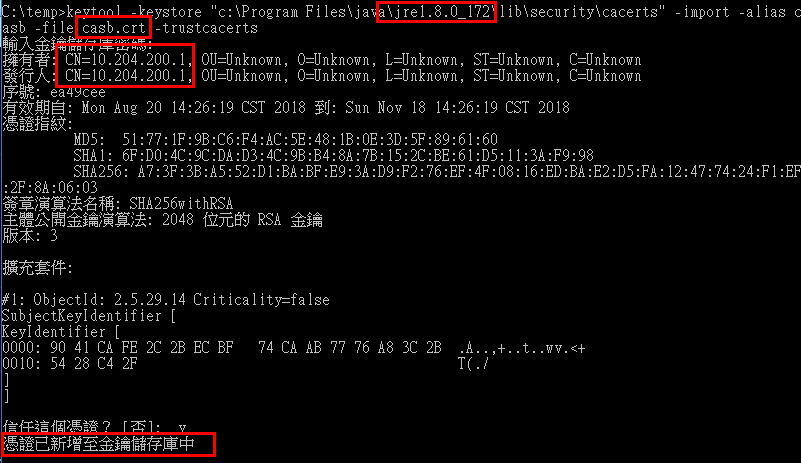 C:\temp>keytool -keystore "c:\Program Files\java\jre1.8.0_172\lib\security\cacerts" -import -alias c
asb -file casb.crt -trustcacerts
輸入金鑰儲存庫密碼:
擁有者: CN=10.204.200.1, OU=Unknown, O=Unknown, L=Unknown, ST=Unknown, C=Unknown
發行人: CN=10.204.200.1, OU=Unknown, O=Unknown, L=Unknown, ST=Unknown, C=Unknown
序號: ea49cee
有效期自: Mon Aug 20 14:26:19 CST 2018 到: Sun Nov 18 14:26:19 CST 2018
憑證指紋:
MD5:  51:77:1F:9B:C6:F4:AC:5E:48:1B:0E:3D:5F:89:61:60
SHA1: 6F:D0:4C:9C:DA:D3:4C:9B:B4:8A:7B:15:2C:BE:61:D5:11:3A:F9:98
SHA256: A7:3F:3B:A5:52:D1:BA:BF:E9:3A:D9:F2:76:EF:4F:08:16:ED:BA:E2:D5:FA:12:47:74:24:F1:EF
:2F:8A:06:03
簽章演算法名稱: SHA256withRSA
主體公開金鑰演算法: 2048 位元的 RSA 金鑰
版本: 3
擴充套件:
#1: ObjectId: 2.5.29.14 Criticality=false
SubjectKeyIdentifier [
KeyIdentifier [
0000: 90 41 CA FE 2C 2B EC BF   74 CA AB 77 76 A8 3C 2B  .A..,+..t..wv.<+
0010: 54 28 C4 2F                                        T(./
]
]
信任這個憑證？ [否]:  y
憑證已新增至金鑰儲存庫中